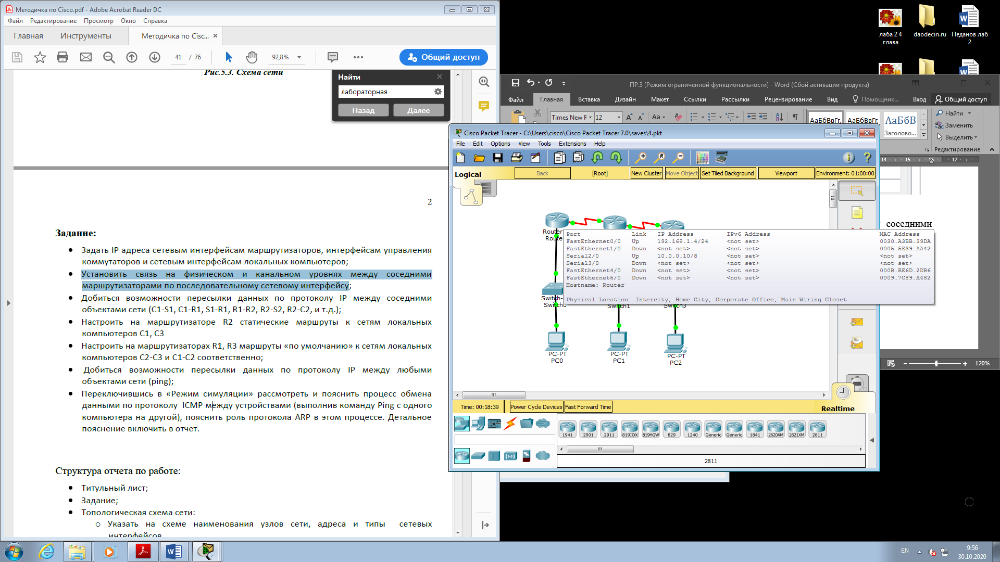 Методичка по Cisco.pdf - Adobe Acrobat Reader DC
Файл Редактирование Просмотр Окно Справка
Главная Инструменты Методичка по Cisc... ×
41 / 76 92,8% Общий доступ
Рис.5.3. Схема сети
Найти
лабораторная
Назад Далее
2
Задание:
• Задать IP адреса сетевым интерфейсам маршрутизаторов, интерфейсам управления
коммутаторов и сетевым интерфейсам локальных компьютеров;
• Установить связь на физическом и канальном уровнях между соседними
маршрутизаторами по последовательному сетевому интерфейсу;
• Добиться возможности пересылки данных по протоколу IP между соседними
объектами сети (C1-S1, C1-R1, S1-R1, R1-R2, R2-S2, R2-C2, и т.д.);
• Настроить на маршрутизаторе R2 статические маршруты к сетям локальных
компьютеров C1, C3
• Настроить на маршрутизаторах R1, R3 маршруты «по умолчанию» к сетям локальных
компьютеров C2-C3 и C1-C2 соответственно;
• Добиться возможности пересылки данных по протоколу IP между любыми
объектами сети (ping);
• Переключившись в «Режим симуляции» рассмотреть и пояснить процесс обмена
данными по протоколу ICMP между устройствами (выполнив команду Ping с одного
компьютера на другой), пояснить роль протокола ARP в этом процессе. Детальное
пояснение включить в отчет.
Структура отчета по работе:
• Титульный лист;
• Задание;
• Топологическая схема сети:
o Указать на схеме наименования узлов сети, адреса и типы сетевых
интерфейсов
лаба 2 4
глава
daodecin.ru
Педанов лаб
2
ПР.3 [Режим ограниченной функциональности] - Word (Сбой активации продукта)
Файл Главная Вставка Дизайн Макет Ссылки Рассылки Рецензирование Вид Помощник... Вход Общий доступ
Times New R 12 Aa АаБбВвГг, АаБбВвГг, АаБбВ
Заголово...
Найти
Заменить
Выделить
Редактирование
14 15 16 17
соседними
120%
Cisco Packet Tracer - C:\Users\cisco\Cisco Packet Tracer 7.0\saves\4.pkt
File Edit Options View Tools Extensions Help
Logical Back [Root] New Cluster Move Object Set Tiled Background Viewport Environment: 01:00:00
Router
Route
Port Link IP Address IPv6 Address MAC Address
FastEthernet0/0 Up 192.168.1.4/24 <not set> 0030.A3BB.39DA
FastEthernet1/0 Down <not set> <not set> 0005.5E39.AA42
Serial2/0 Up 10.0.0.10/8 <not set> <not set>
Serial3/0 Down <not set> <not set> <not set>
FastEthernet4/0 Down <not set> <not set> 000B.BE6D.2DB6
FastEthernet5/0 Down <not set> <not set> 0009.7C89.A482
Hostname: Router
Physical Location: Intercity, Home City, Corporate Office, Main Wiring Closet
Switch-
Switch0
Switch1
Switch3
PC-PT
PC0
PC-PT
PC1
PC-PT
PC2
Time: 00:18:39 Power Cycle Devices Fast Forward Time
Realtime
1941 2901 2911 819IOX 819HGW 829 1240 Generic Generic 1841 2620XM 2621XM 2811
2811
EN
9:56
30.10.2020